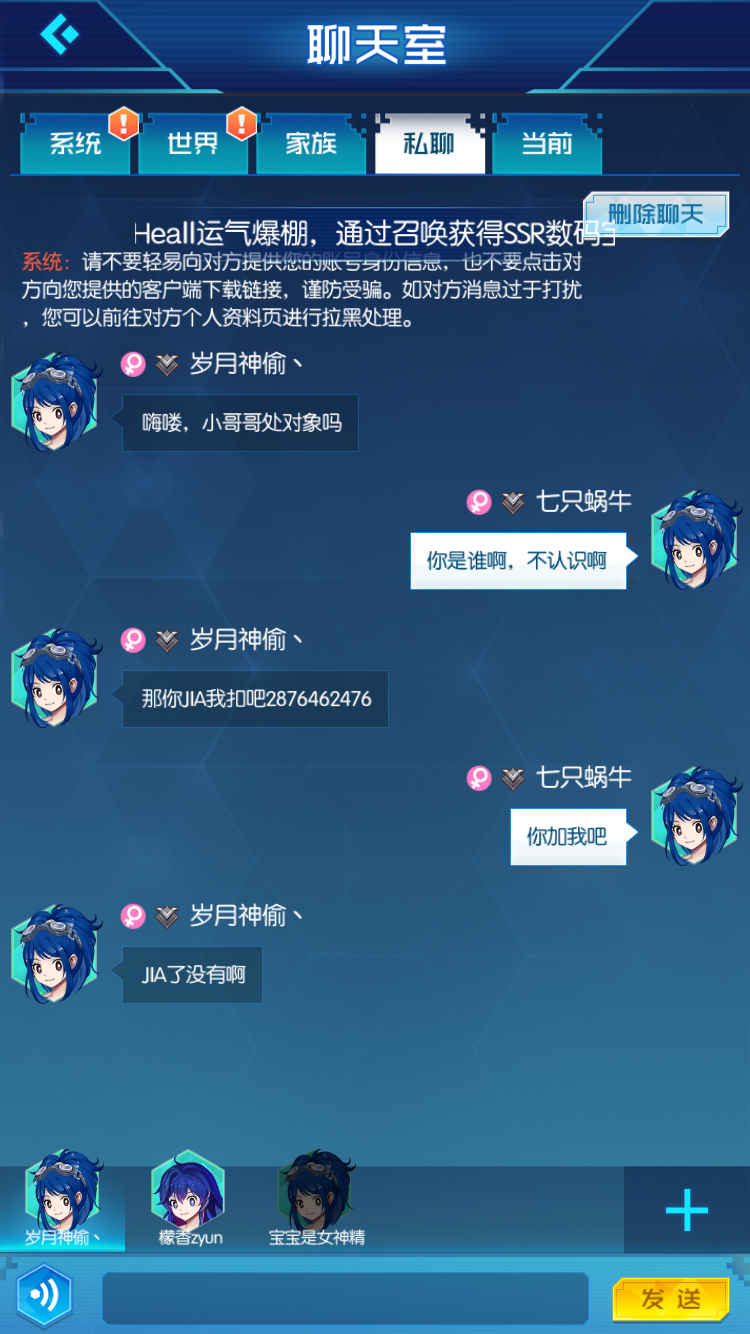 聊天室
系统
世界
家族
私聊
当前
删除聊天
Heall运气爆棚，通过召唤获得SSR数码
系统：请不要轻易向对方提供您的账号身份信息，也不要点击对
方向您提供的客户端下载链接，谨防受骗。如对方消息过于打扰
，您可以前往对方个人资料页进行拉黑处理。
岁月神偷丶
嗨喽，小哥哥处对象吗
七只蜗牛
你是谁啊，不认识啊
岁月神偷丶
那你JIA我扣吧2876462476
七只蜗牛
你加我吧
岁月神偷丶
JIA了没有啊
岁月神偷丶
檬香zyun
宝宝是女神精
发送